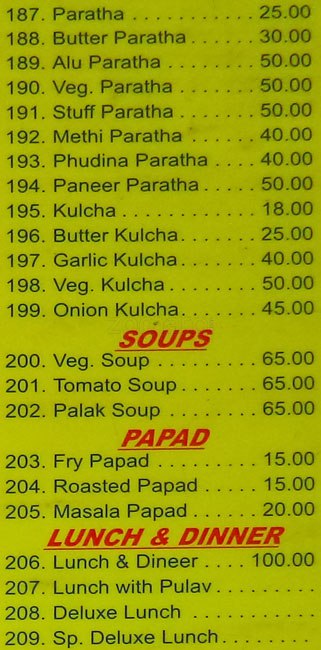 187. Paratha . . . . . . . . . . . 25.00
188. Butter Paratha . . . . . . 30.00
189. Alu Paratha . . . . . . . . 50.00
190. Veg. Paratha . . . . . . . 50.00
191. Stuff Paratha . . . . . . . 50.00
192. Methi Paratha . . . . . . 40.00
193. Phudina Paratha . . . . 40.00
194. Paneer Paratha . . . . . 50.00
195. Kulcha . . . . . . . . . . . . 18.00
196. Butter Kulcha . . . . . . . 25.00
197. Garlic Kulcha . . . . . . . 40.00
198. Veg. Kulcha . . . . . . . . 50.00
199. Onion Kulcha . . . . . . . 45.00
SOUPS
200. Veg. Soup . . . . . . . . . 65.00
201. Tomato Soup . . . . . . . 65.00
202. Palak Soup . . . . . . . . 65.00
PAPAD
203. Fry Papad . . . . . . . . . 15.00
204. Roasted Papad . . . . . 15.00
205. Masala Papad . . . . . . 20.00
LUNCH & DINNER
206. Lunch & Dineer . . . . 100.00
207. Lunch with Pulav . . . . . . . . .
208. Deluxe Lunch . . . . . . . . . . .
209. Sp. Deluxe Lunch . . . . . . . .